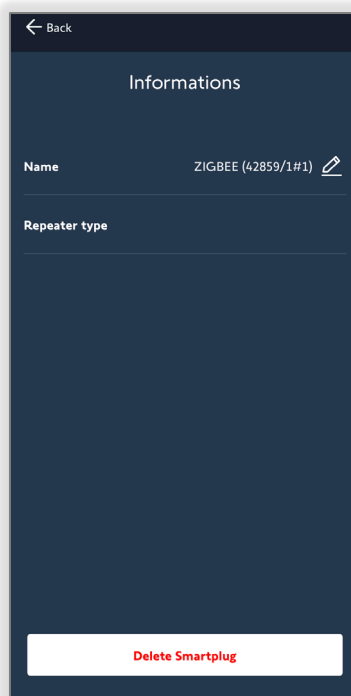 Back
Informations
Name ZIGBEE (42859/1#1)
Repeater type
Delete Smartplug